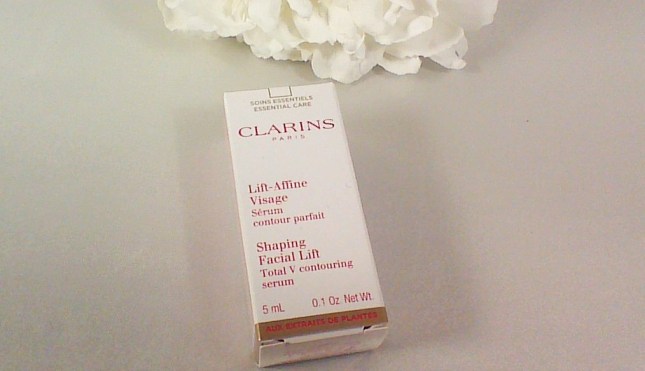 SOINS ESSENTIELS
ESSENTIAL CARE
CLARINS
PARIS
Lift-Affine
Visage
Sérum
contour parfait
Shaping
Facial Lift
Total V contouring
serum
5 mL 0.1 Oz. Net Wt.
AUX EXTRAITS DE PLANTES